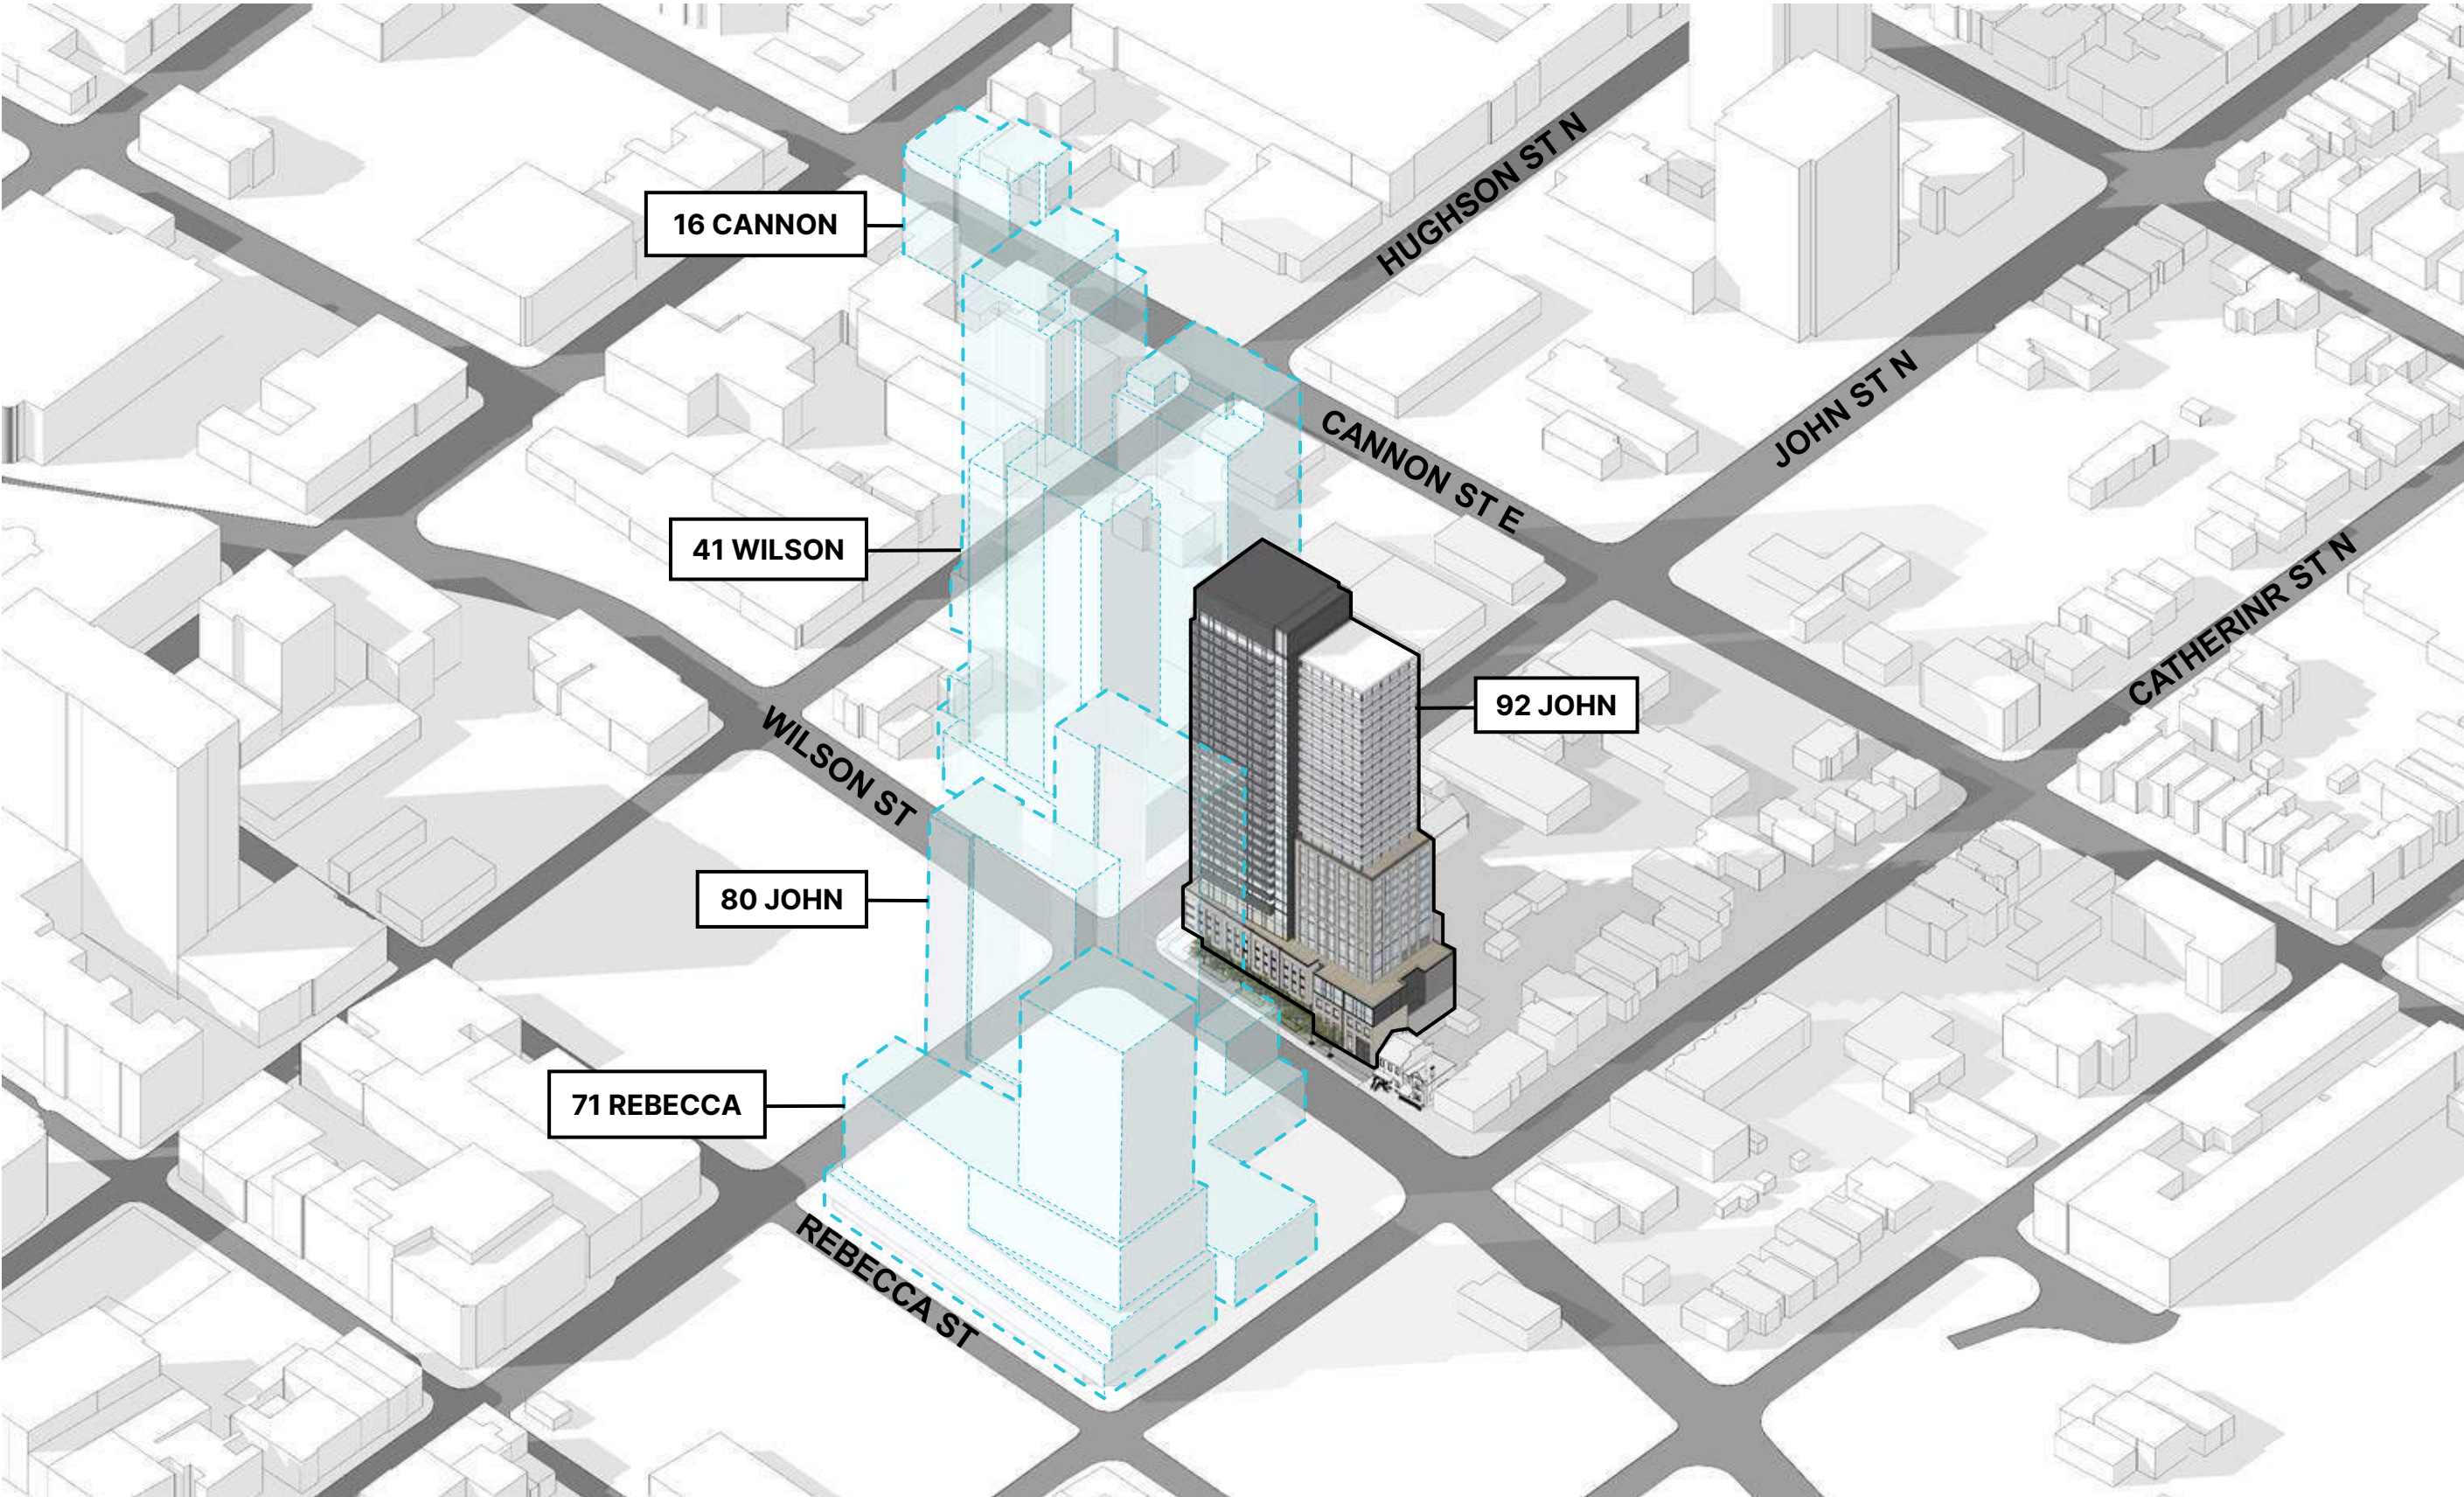 HUGHSON ST N
16 CANNON
JOHN ST N
CANNON ST E
41 WILSON
CATHERINR ST N
92 JOHN
WILSON ST
80 JOHN
71 REBECCA
REBECCA ST